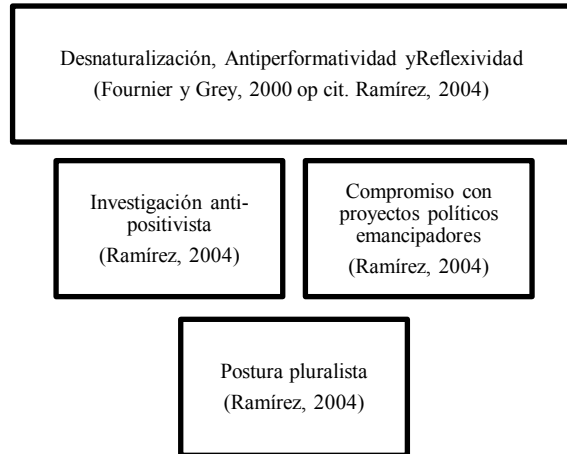 Desnaturalización, Antiperformatividad yReflexividad
(Fournier y Grey, 2000 op cit. Ramírez, 2004)
Investigación anti-
positivista
(Ramírez, 2004)
Compromiso con
proyectos políticos
emancipadores
(Ramírez, 2004)
Postura pluralista
(Ramírez, 2004)